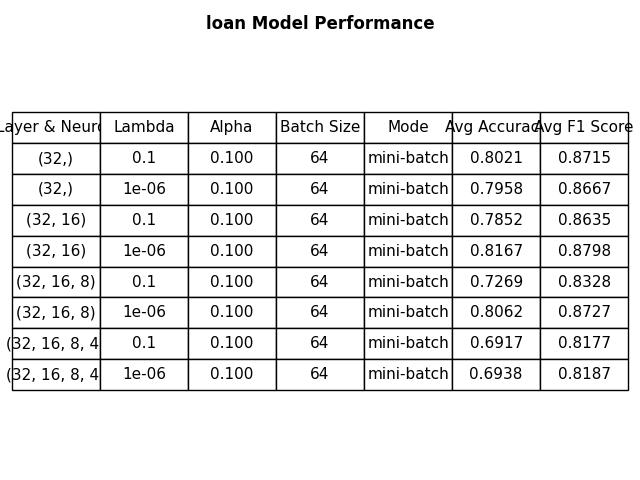 loan Model Performance
Layer & Neuro Lambda Alpha Batch Size Mode Avg Accurac Avg F1 Score
(32,) 0.1 0.100 64 mini-batch 0.8021 0.8715
(32,) 1e-06 0.100 64 mini-batch 0.7958 0.8667
(32, 16) 0.1 0.100 64 mini-batch 0.7852 0.8635
(32, 16) 1e-06 0.100 64 mini-batch 0.8167 0.8798
(32, 16, 8) 0.1 0.100 64 mini-batch 0.7269 0.8328
(32, 16, 8) 1e-06 0.100 64 mini-batch 0.8062 0.8727
(32, 16, 8, 4 0.1 0.100 64 mini-batch 0.6917 0.8177
(32, 16, 8, 4 1e-06 0.100 64 mini-batch 0.6938 0.8187